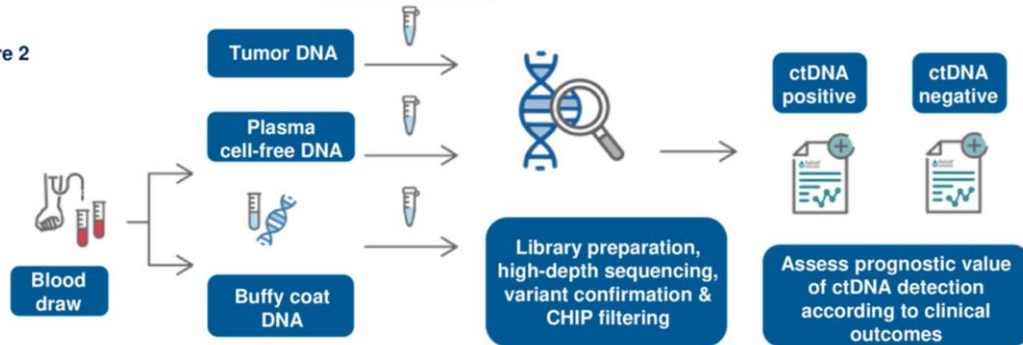 re 2
Tumor DNA
Plasma
cell-free DNA
Blood
draw
Buffy coat
DNA
Library preparation,
high-depth sequencing,
variant confirmation &
CHIP filtering
ctDNA
positive
ctDNA
negative
Assess prognostic value
of ctDNA detection
according to clinical
outcomes